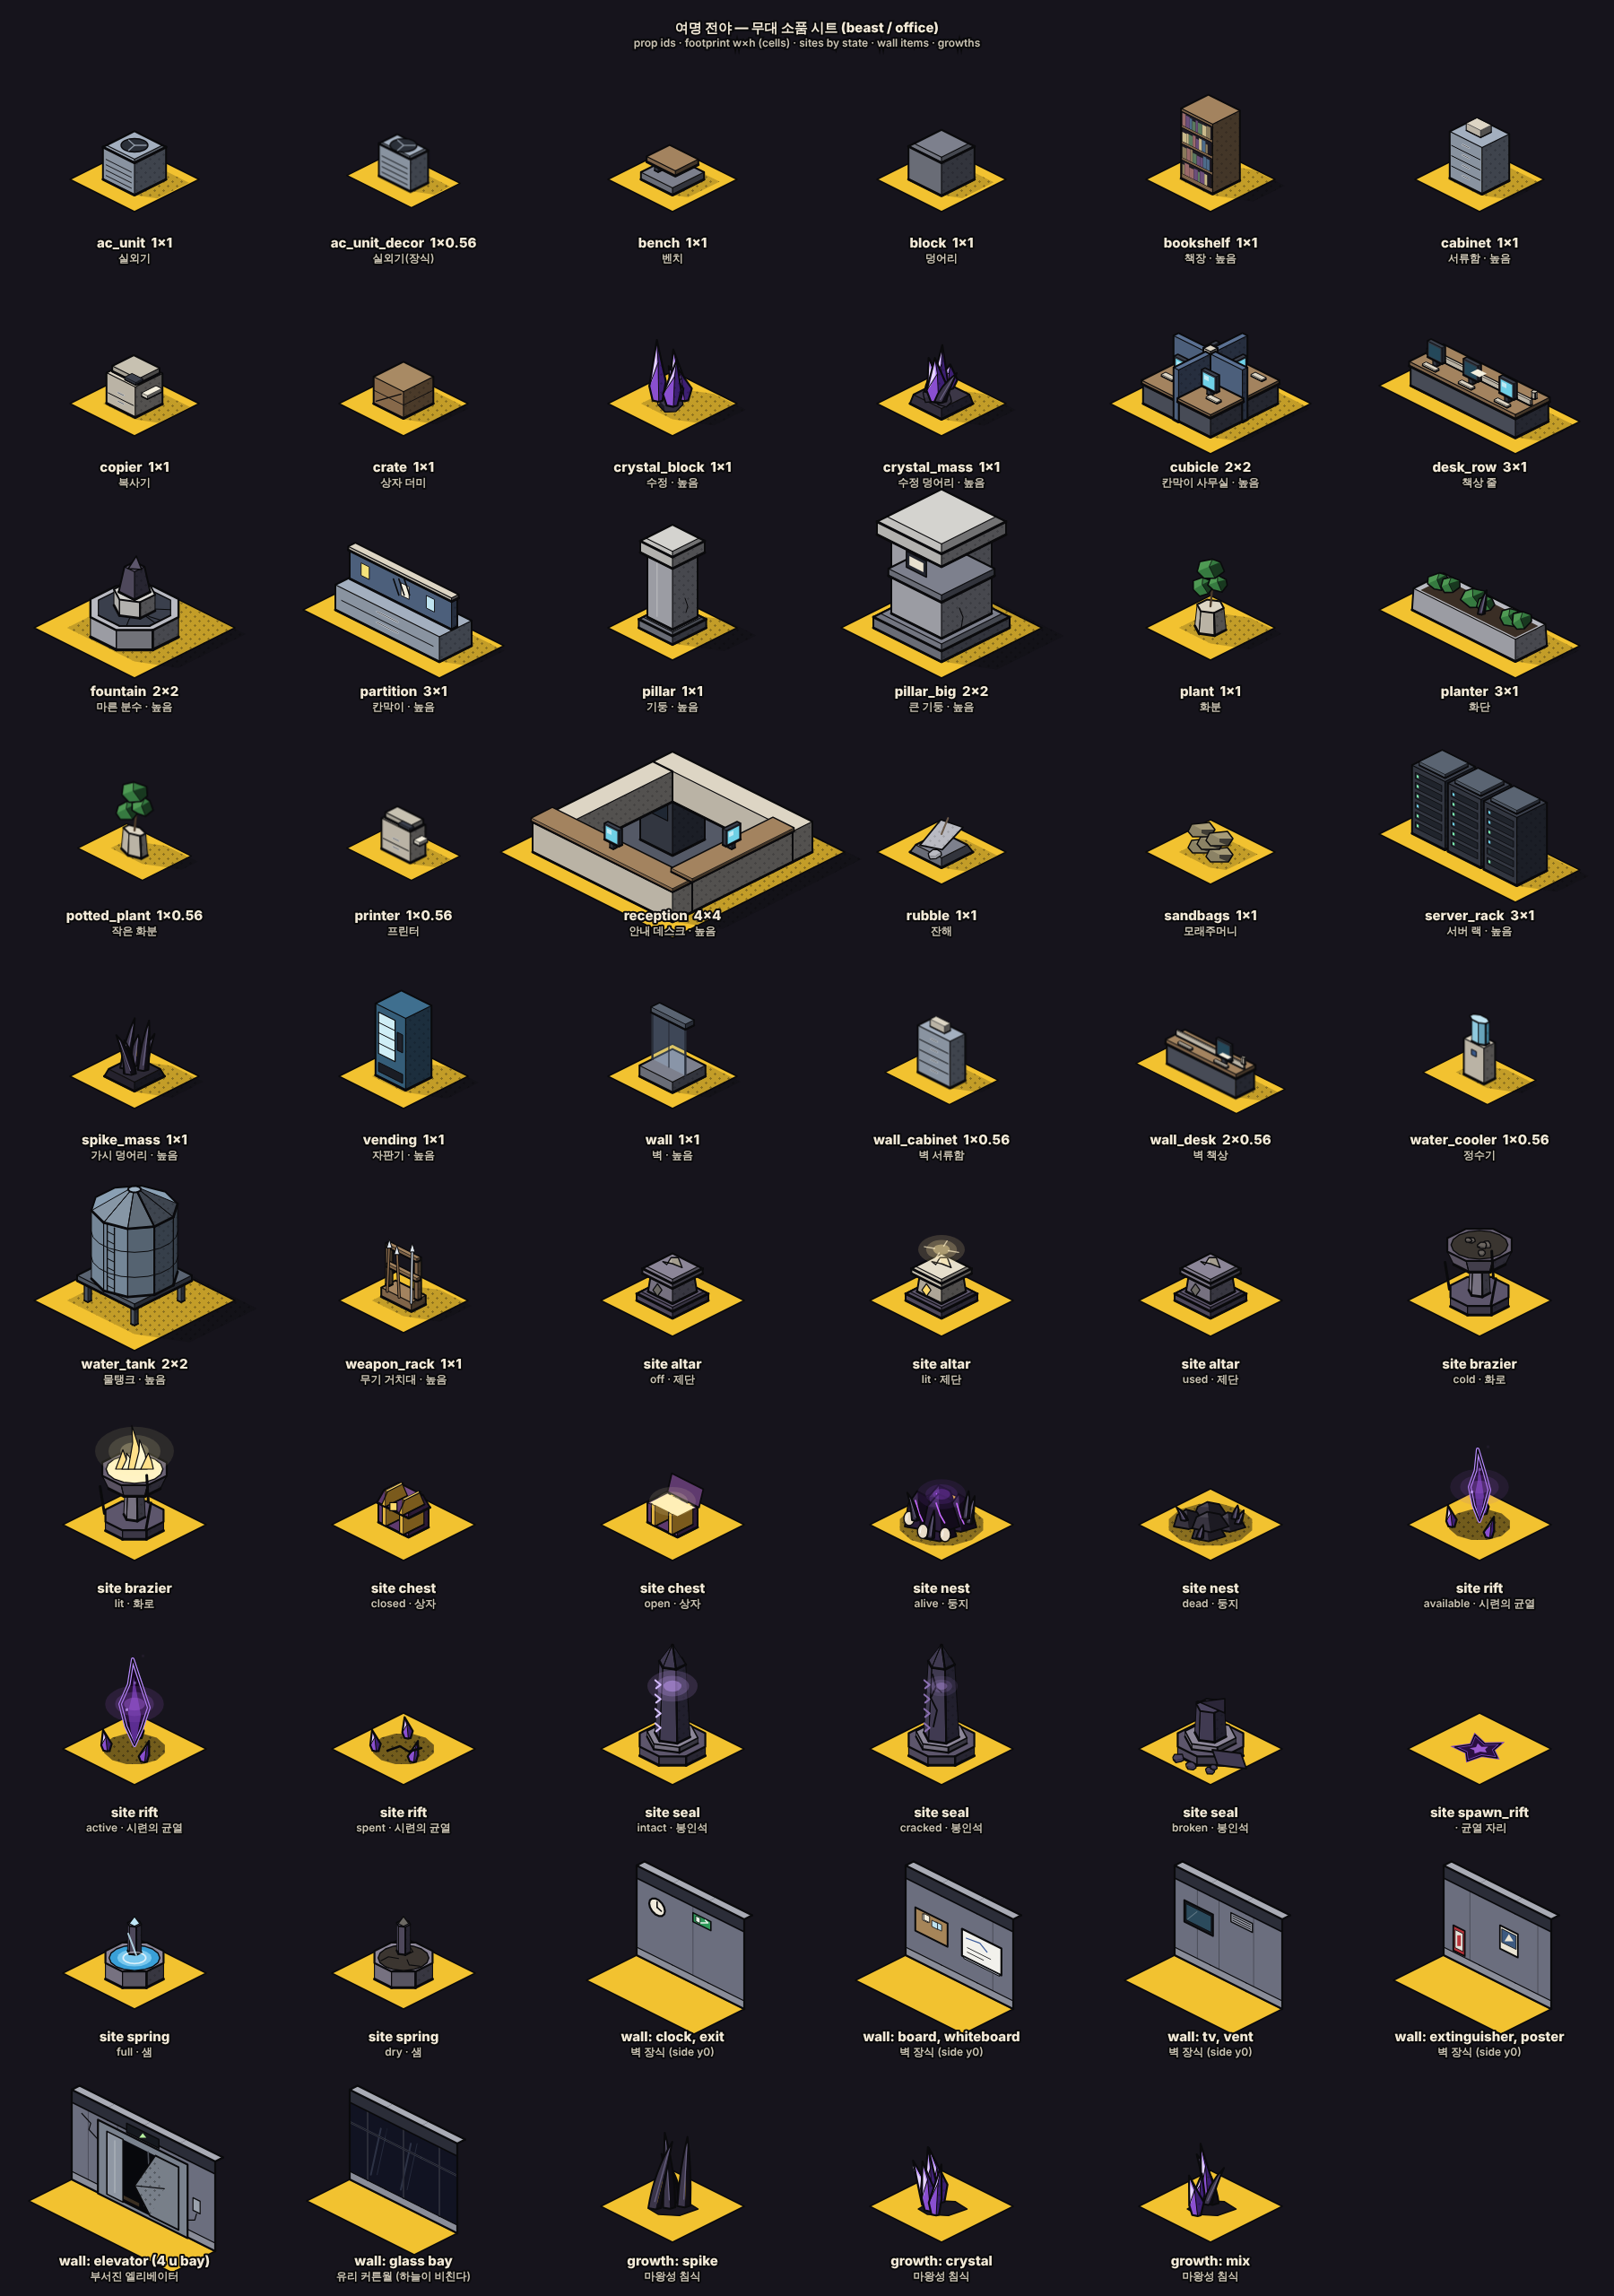 여명 전야 — 무대 소품 시트 (beast / office)
prop ids · footprint w×h (cells) · sites by state · wall items · growths
ac_unit 1×1
실외기
ac_unit_decor 1×0.56
실외기(장식)
bench 1×1
벤치
block 1×1
덩어리
bookshelf 1×1
책장 · 높음
cabinet 1×1
서류함 · 높음
copier 1×1
복사기
crate 1×1
상자 더미
crystal_block 1×1
수정 · 높음
crystal_mass 1×1
수정 덩어리 · 높음
cubicle 2×2
칸막이 사무실 · 높음
desk_row 3×1
책상 줄
fountain 2×2
마른 분수 · 높음
partition 3×1
칸막이 · 높음
pillar 1×1
기둥 · 높음
pillar_big 2×2
큰 기둥 · 높음
plant 1×1
화분
planter 3×1
화단
potted_plant 1×0.56
작은 화분
printer 1×0.56
프린터
reception 4×4
안내 데스크 · 높음
rubble 1×1
잔해
sandbags 1×1
모래주머니
server_rack 3×1
서버 랙 · 높음
spike_mass 1×1
가시 덩어리 · 높음
vending 1×1
자판기 · 높음
wall 1×1
벽 · 높음
wall_cabinet 1×0.56
벽 서류함
wall_desk 2×0.56
벽 책상
water_cooler 1×0.56
정수기
water_tank 2×2
물탱크 · 높음
weapon_rack 1×1
무기 거치대 · 높음
site altar
off · 제단
site altar
lit · 제단
site altar
used · 제단
site brazier
cold · 화로
site brazier
lit · 화로
site chest
closed · 상자
site chest
open · 상자
site nest
alive · 둥지
site nest
dead · 둥지
site rift
available · 시련의 균열
site rift
active · 시련의 균열
site rift
spent · 시련의 균열
site seal
intact · 봉인석
site seal
cracked · 봉인석
site seal
broken · 봉인석
site spawn_rift
· 균열 자리
site spring
full · 샘
site spring
dry · 샘
wall: clock, exit
벽 장식 (side y0)
wall: board, whiteboard
벽 장식 (side y0)
wall: tv, vent
벽 장식 (side y0)
wall: extinguisher, poster
벽 장식 (side y0)
wall: elevator (4 u bay)
부서진 엘리베이터
wall: glass bay
유리 커튼월 (하늘이 비친다)
growth: spike
마왕성 침식
growth: crystal
마왕성 침식
growth: mix
마왕성 침식